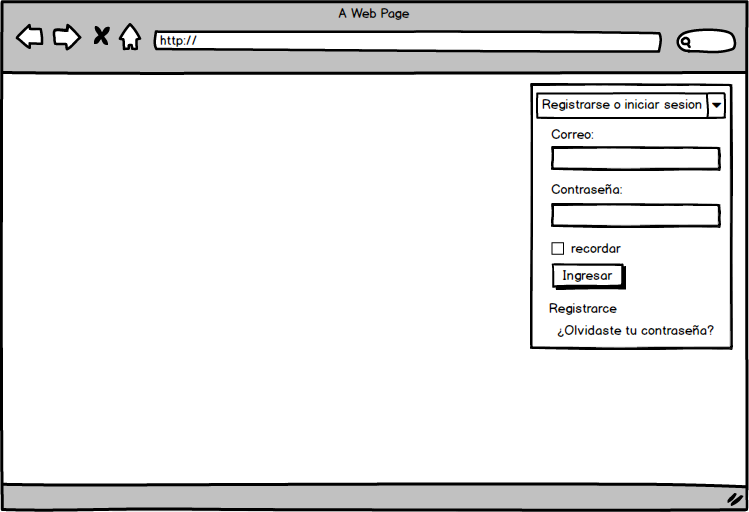 A Web Page
http://
Registrarse o iniciar sesion
Correo:
Contraseña:
recordar
Ingresar
Registrarce
¿Olvidaste tu contraseña?